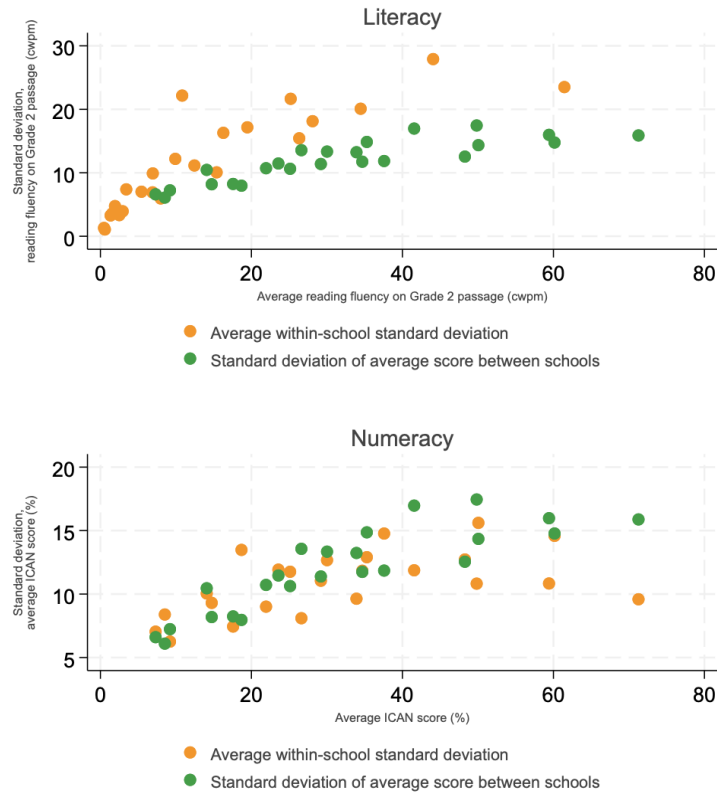 Literacy
Standard deviation,
reading fluency on Grade 2 passage (cwpm)
30
20
10
0
0 20 40 60 80
Average reading fluency on Grade 2 passage (cwpm)
Average within-school standard deviation
Standard deviation of average score between schools
Numeracy
Standard deviation,
average ICAN score (%)
20
15
10
5
0 20 40 60 80
Average ICAN score (%)
Average within-school standard deviation
Standard deviation of average score between schools